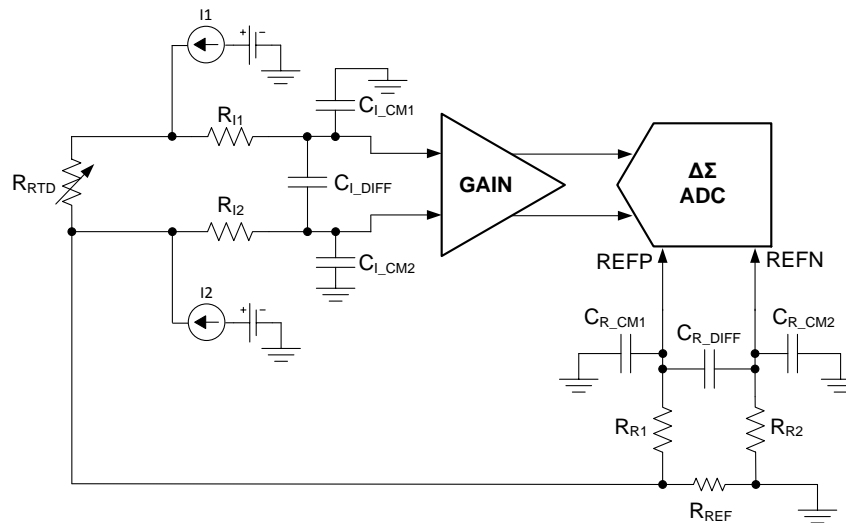 I1
+ −
C_I_CM1
R_I1
R_RTD
C_I_DIFF
GAIN
ΔΣ
ADC
R_I2
C_I_CM2
REFP
REFN
I2
+ −
C_R_CM1
C_R_DIFF
C_R_CM2
R_R1
R_R2
R_REF